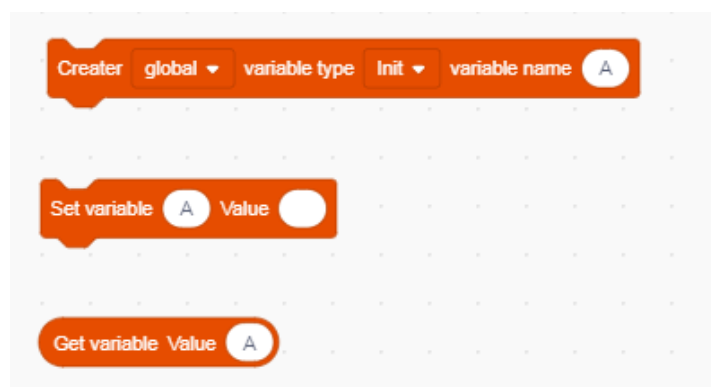 Creater global variable type Init variable name A
Set variable A Value
Get variable Value A